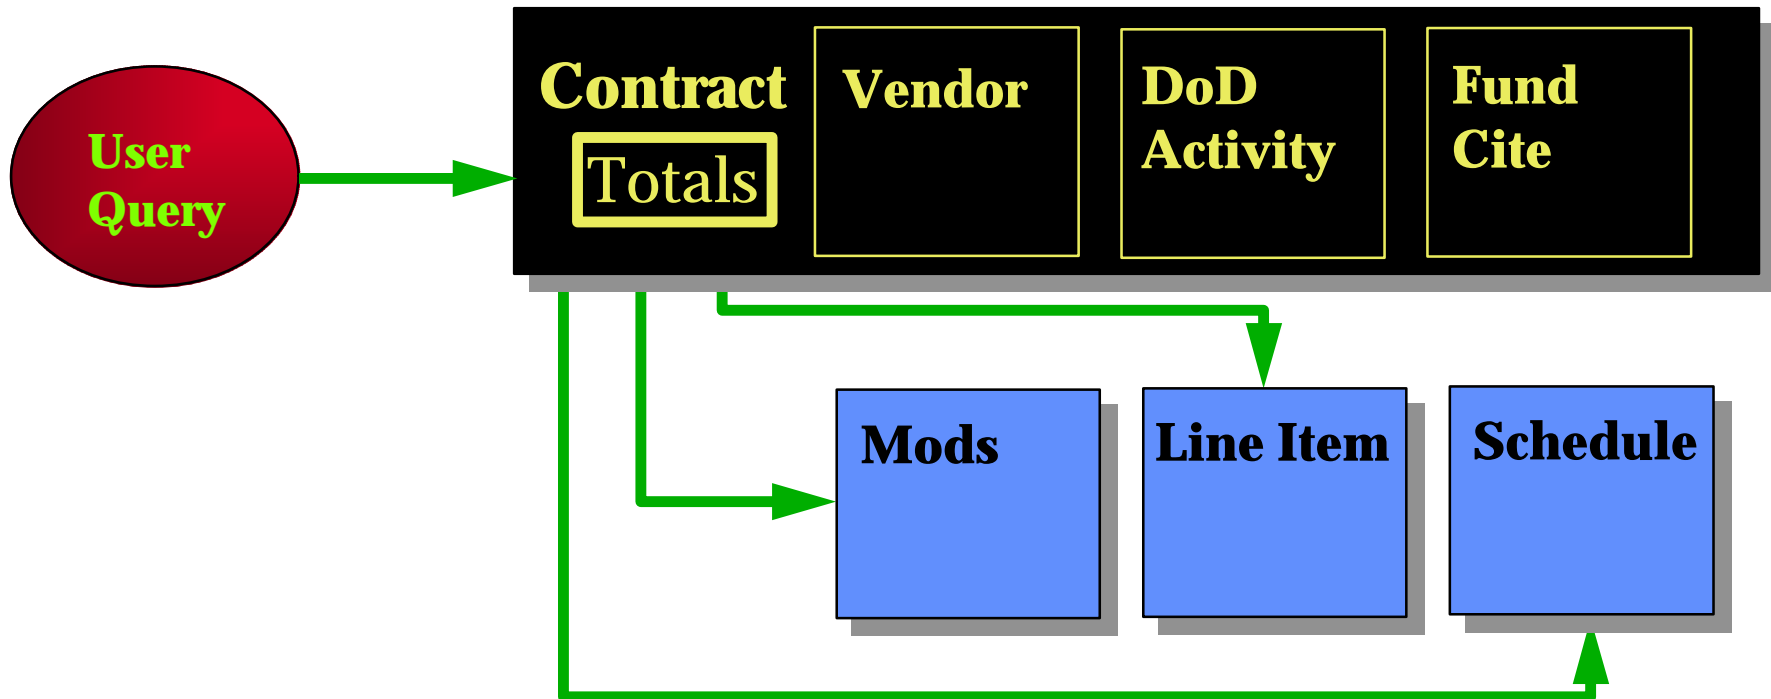 User
Query
Contract
Totals
Vendor
DoD
Activity
Fund
Cite
Mods
Line Item
Schedule